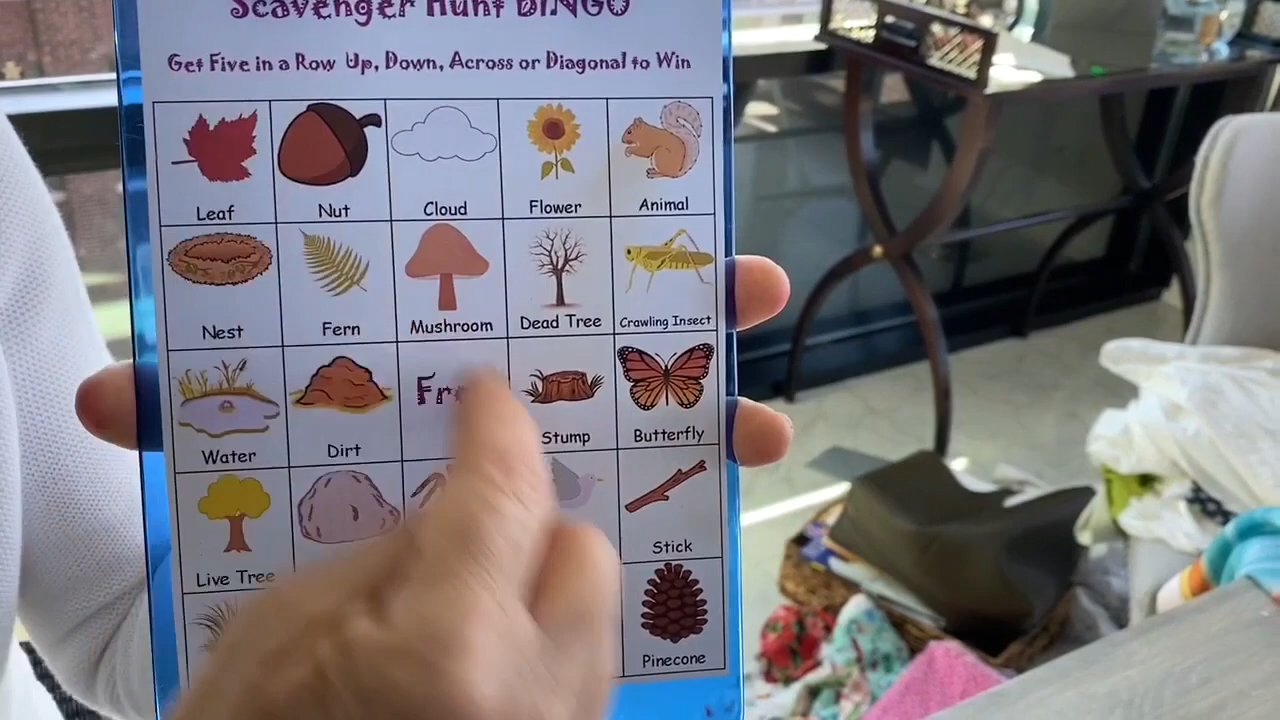 Scavenger Hunt BINGO
Get Five in a Row Up, Down, Across or Diagonal to Win
Leaf Nut Cloud Flower Animal
Nest Fern Mushroom Dead Tree Crawling Insect
Water Dirt Stump Butterfly
Live Tree Stick
Pinecone